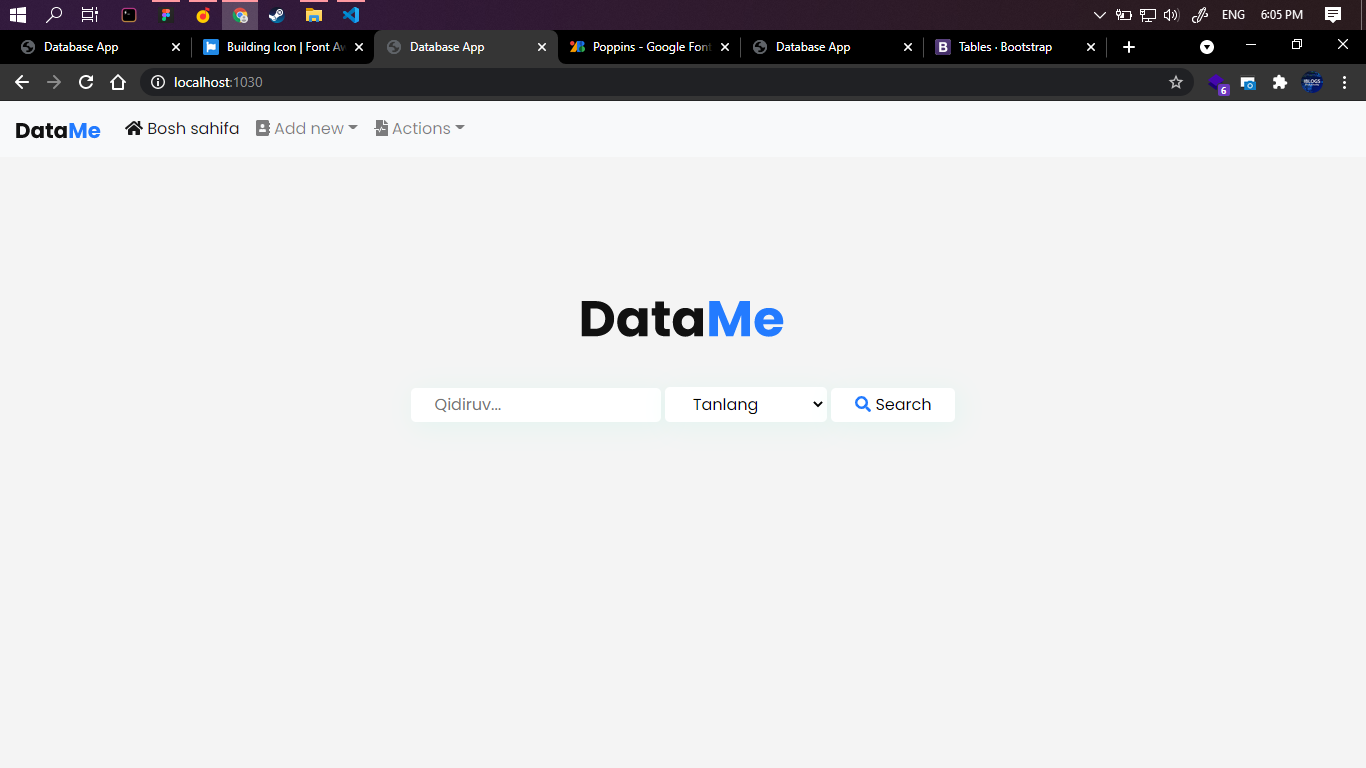 ENG 6:05 PM
Database App
Building Icon | Font Aw
Database App
Poppins - Google Font
Database App
Tables · Bootstrap
localhost:1030
6
DataMe Bosh sahifa Add new Actions
DataMe
Qidiruv... Tanlang Search